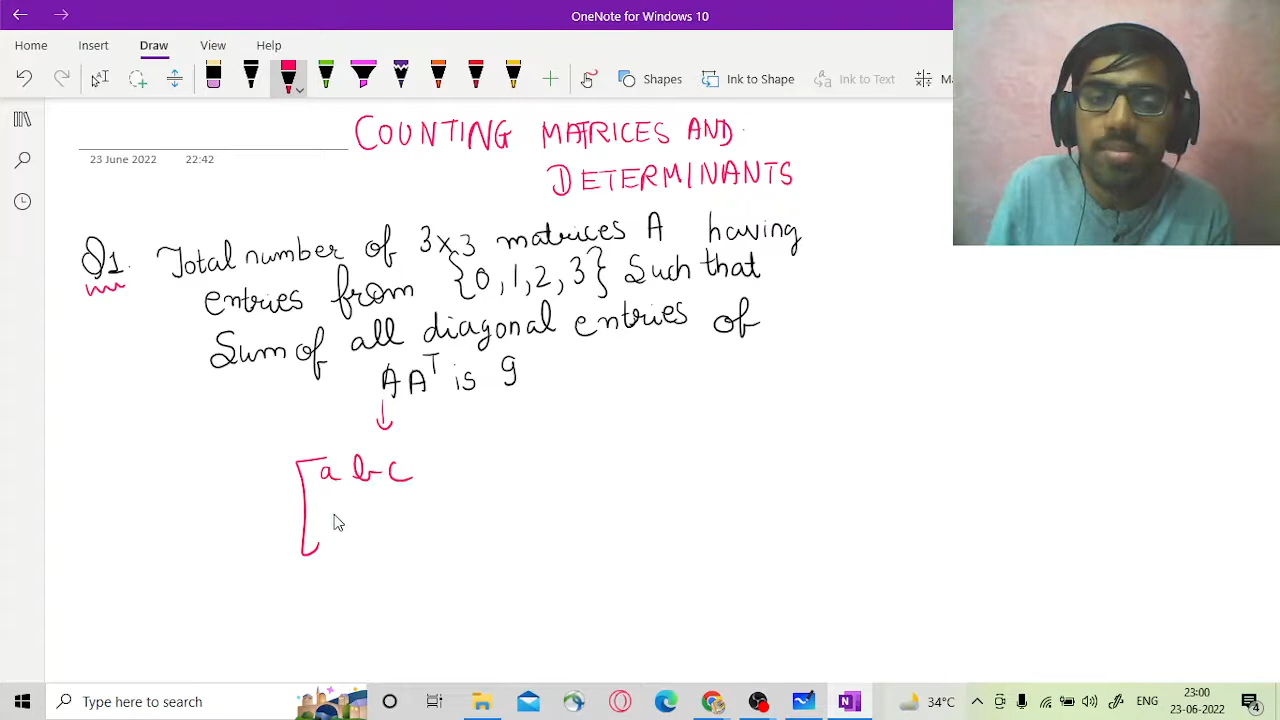 OneNote for Windows 10
Home Insert Draw View Help
Shapes Ink to Shape Ink to Text Ma
COUNTING MATRICES AND
DETERMINANTS
23 June 2022 22:42
Q1. Total number of 3x3 matrices A having
entries from {0,1,2,3} Such that
Sum of all diagonal entries of
AA^T is 9
a b c
Type here to search
34°C
23:00
23-06-2022
4